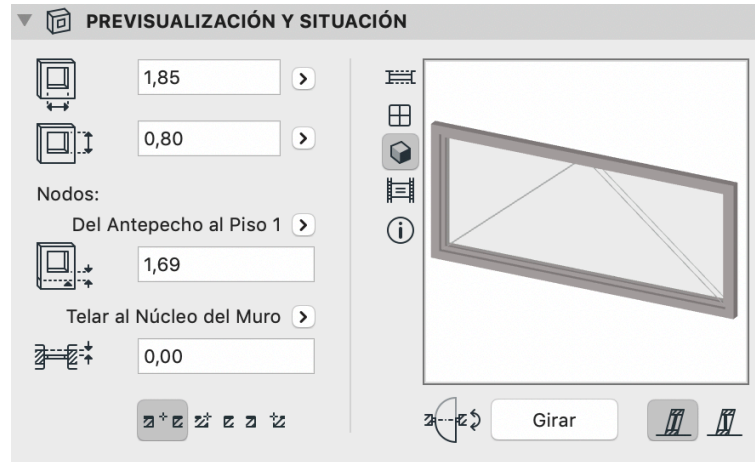 PREVISUALIZACIÓN Y SITUACIÓN
1,85
0,80
Nodos:
Del Antepecho al Piso 1
1,69
Telar al Núcleo del Muro
0,00
Girar